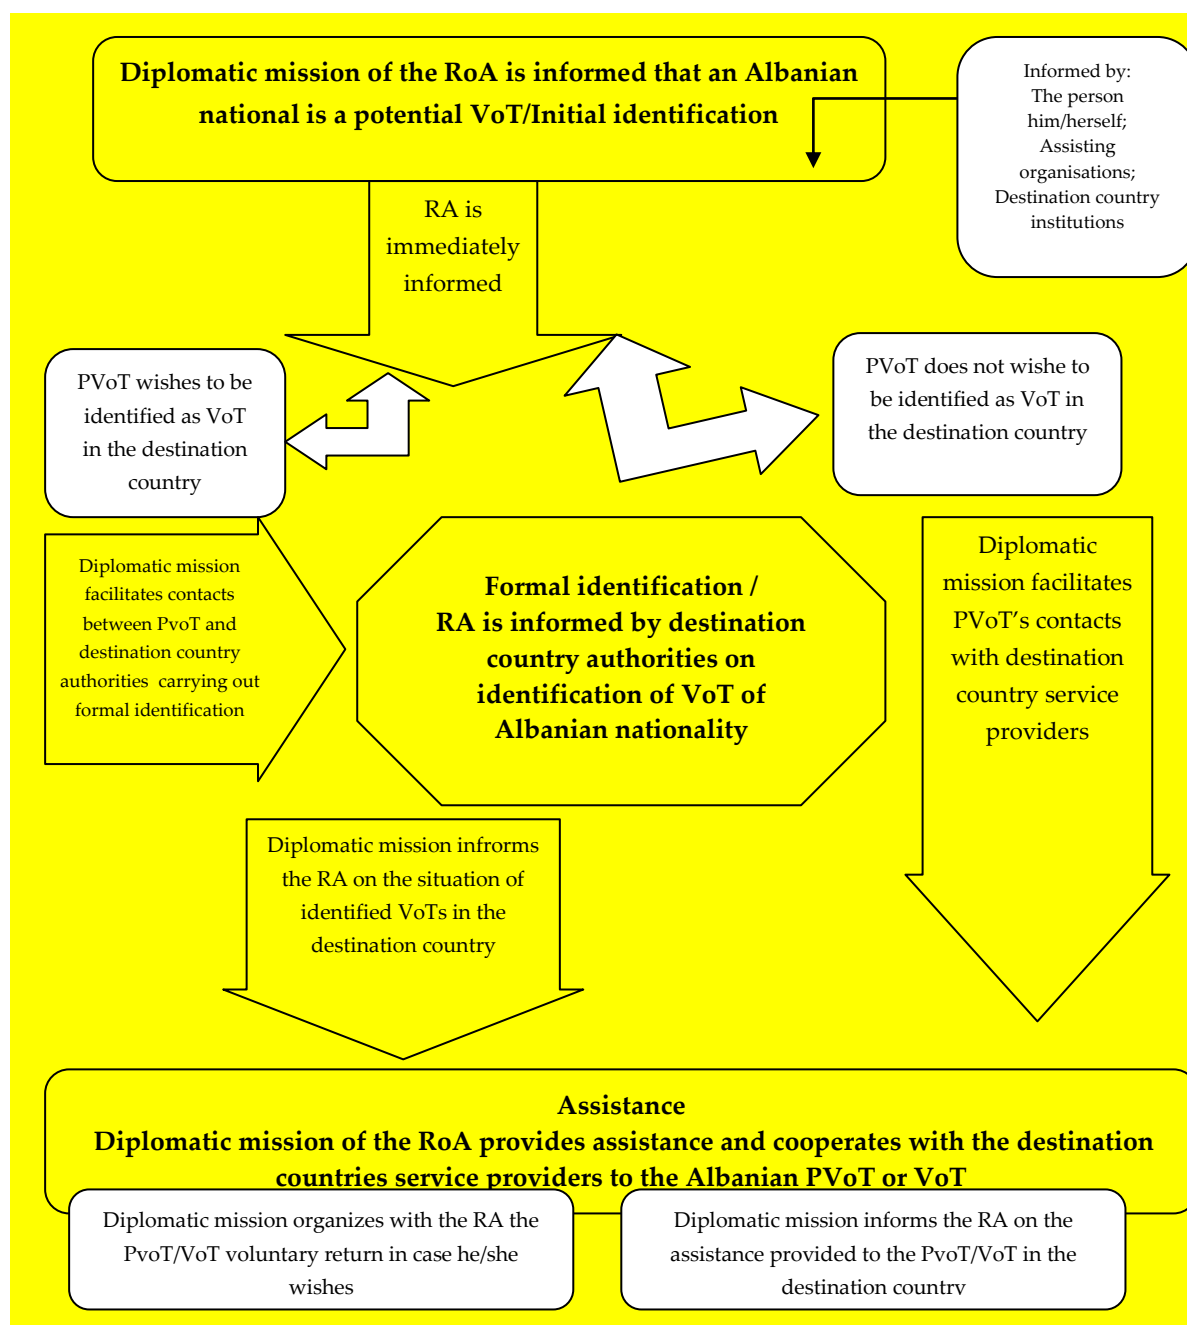 Diplomatic mission of the RoA is informed that an Albanian
national is a potential VoT/Initial identification
Informed by:
The person
him/herself;
Assisting
organisations;
Destination country
institutions
RA is
immediately
informed
PVoT wishes to be
identified as VoT
in the destination
country
PVoT does not wish to
be identified as VoT in
the destination country
Diplomatic mission
facilitates contacts
between PvoT and
destination country
authorities carrying out
formal identification
Formal identification /
RA is informed by destination
country authorities on
identification of VoT of
Albanian nationality
Diplomatic
mission facilitates
PVoT’s contacts
with destination
country service
providers
Diplomatic mission infrorms
the RA on the situation of
identified VoTs in the
destination country
Assistance
Diplomatic mission of the RoA provides assistance and cooperates with the destination
countries service providers to the Albanian PVoT or VoT
Diplomatic mission organizes with the RA the
PvoT/VoT voluntary return in case he/she
wishes
Diplomatic mission informs the RA on the
assistance provided to the PvoT/VoT in the
destination country